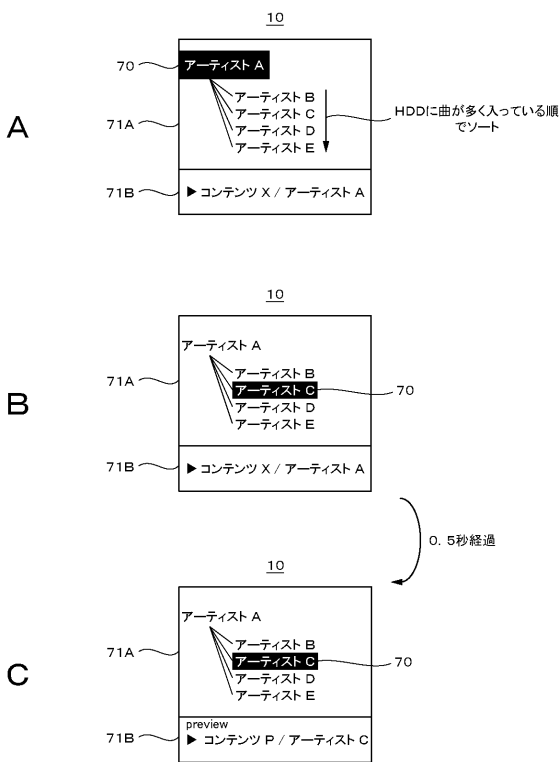 10
70
アーティスト A
アーティスト B
アーティスト C
アーティスト D
アーティスト E
HDDに曲が多く入っている順
でソート
A
71A
71B
▶ コンテンツ X / アーティスト A
10
アーティスト A
71A
アーティスト B
アーティスト C
70
アーティスト D
アーティスト E
B
71B
▶ コンテンツ X / アーティスト A
0.5秒経過
10
アーティスト A
71A
アーティスト B
アーティスト C
70
アーティスト D
アーティスト E
C
preview
71B
▶ コンテンツ P / アーティスト C